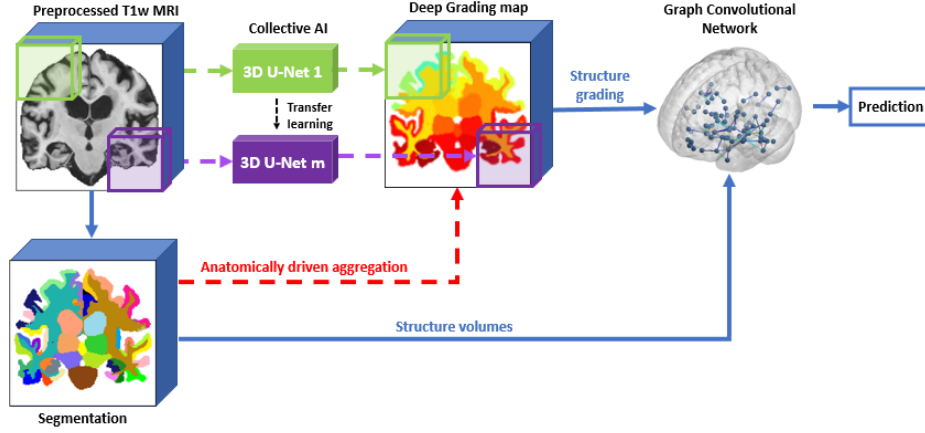 Preprocessed T1w MRI
Collective AI
Deep Grading map
Graph Convolutional
Network
3D U-Net 1
Transfer
learning
3D U-Net m
Structure
grading
Prediction
Anatomically driven aggregation
Structure volumes
Segmentation